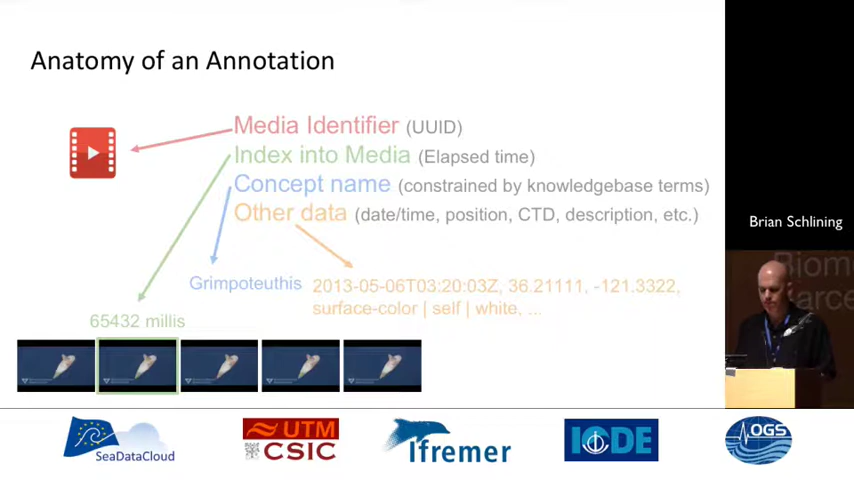 Anatomy of an Annotation
Media Identifier (UUID)
Index into Media (Elapsed time)
Concept name (constrained by knowledgebase terms)
Other data (date/time, position, CTD, description, etc.)
Brian Schlining
Grimpoteuthis
2013-05-06T03:20:03Z, 36.21111, -121.3322,
surface-color | self | white, ...
65432 millis
Biom
arce
SeaDataCloud
UTM
CSIC
Ifremer
IODE
OGS